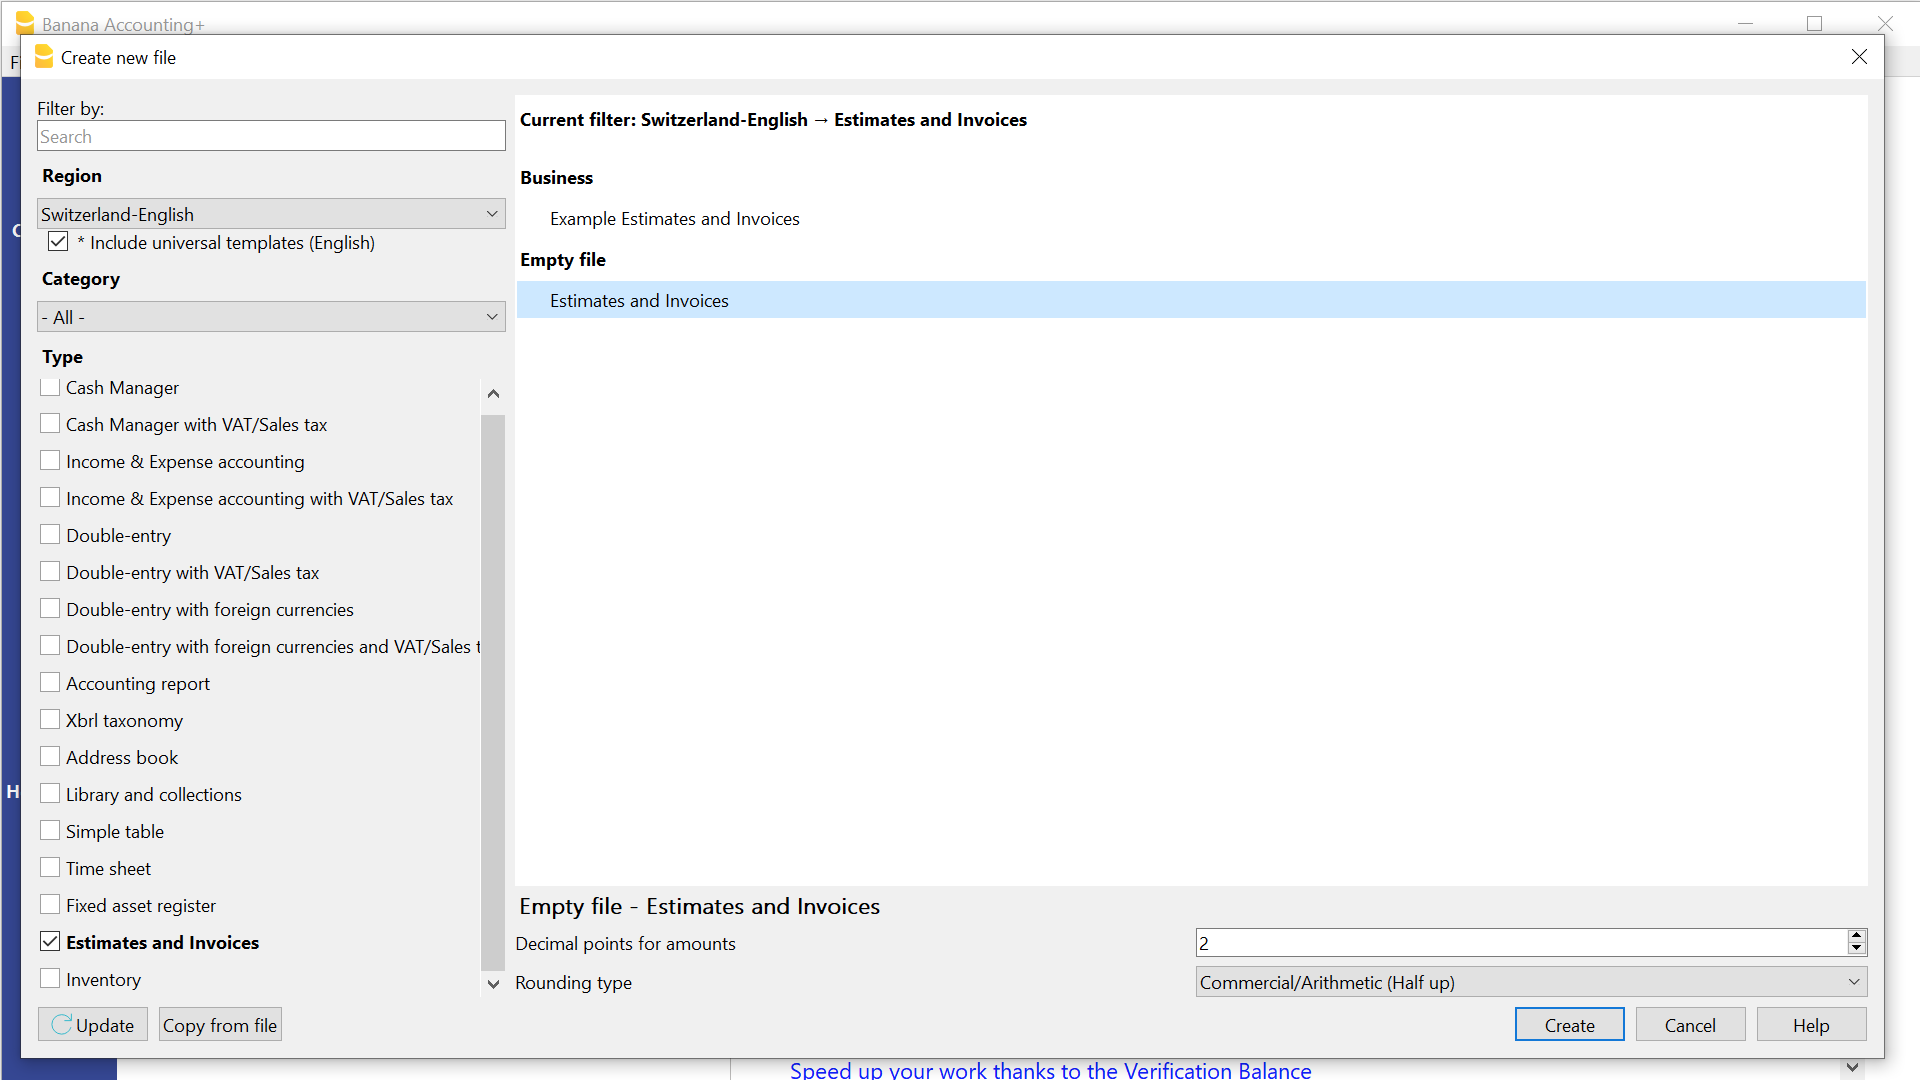 Banana Accounting+
Create new file
Filter by:
Search
Region
Switzerland-English
* Include universal templates (English)
Category
- All -
Type
Cash Manager
Cash Manager with VAT/Sales tax
Income & Expense accounting
Income & Expense accounting with VAT/Sales tax
Double-entry
Double-entry with VAT/Sales tax
Double-entry with foreign currencies
Double-entry with foreign currencies and VAT/Sales t
Accounting report
Xbrl taxonomy
Address book
Library and collections
Simple table
Time sheet
Fixed asset register
Estimates and Invoices
Inventory
Update
Copy from file
Current filter: Switzerland-English → Estimates and Invoices
Business
Example Estimates and Invoices
Empty file
Estimates and Invoices
Empty file - Estimates and Invoices
Decimal points for amounts
2
Rounding type
Commercial/Arithmetic (Half up)
Create
Cancel
Help
Speed up your work thanks to the Verification Balance